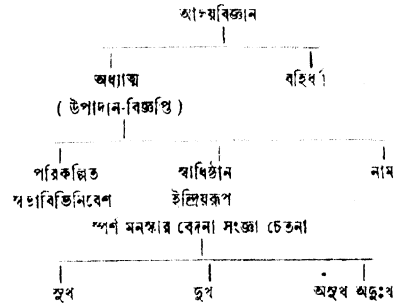 আলয়বিজ্ঞান
অধ্যাত্ম বহির্ধা
( উপাদান-বিজ্ঞপ্তি )
পরিকল্পিত স্বাধিষ্ঠান নাম
স্বভাবাভিনিবেশ ইন্দ্রিয়রূপ
স্পর্শ মনস্কার বেদনা সংজ্ঞা চেতনা
সুখ দুখ অসুখ অদুঃখ